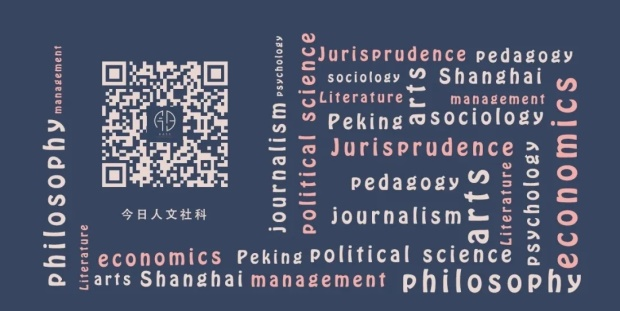 philosophy
management
Literature
今日人文社科
journalism
psychology
political science
Jurisprudence pedagogy
sociology arts Shanghai
Literature management
Peking sociology
Jurisprudence
pedagogy arts
journalism
Literature
psychology
economics
economics Peking political science
arts Shanghai management philosophy